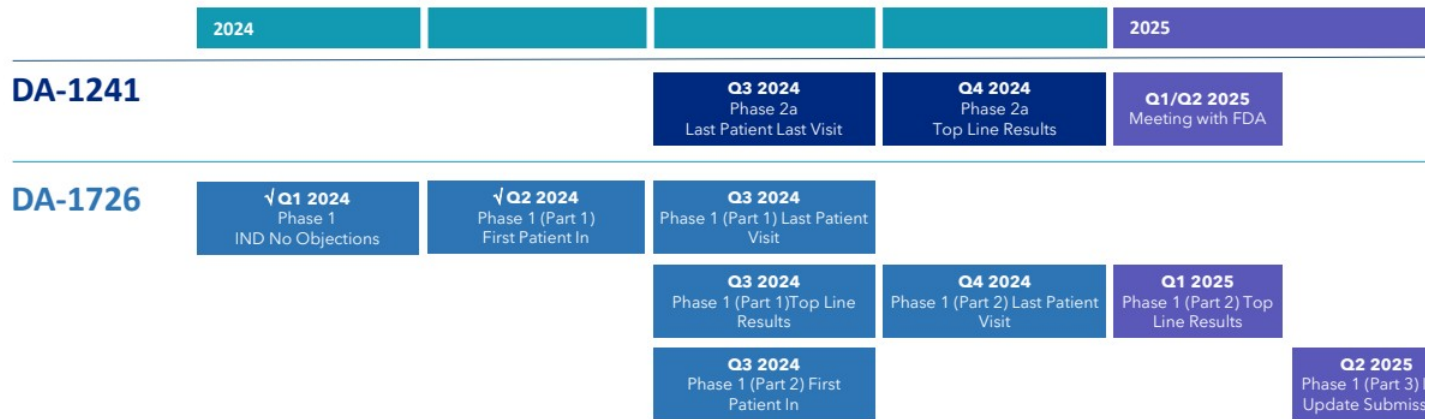 2024
2025
DA-1241
Q3 2024
Phase 2a
Last Patient Last Visit
Q4 2024
Phase 2a
Top Line Results
Q1/Q2 2025
Meeting with FDA
DA-1726
√ Q1 2024
Phase 1
IND No Objections
√ Q2 2024
Phase 1 (Part 1)
First Patient In
Q3 2024
Phase 1 (Part 1) Last Patient
Visit
Q3 2024
Phase 1 (Part 1)Top Line
Results
Q4 2024
Phase 1 (Part 2) Last Patient
Visit
Q1 2025
Phase 1 (Part 2) Top
Line Results
Q3 2024
Phase 1 (Part 2) First
Patient In
Q2 2025
Phase 1 (Part 3)
Update